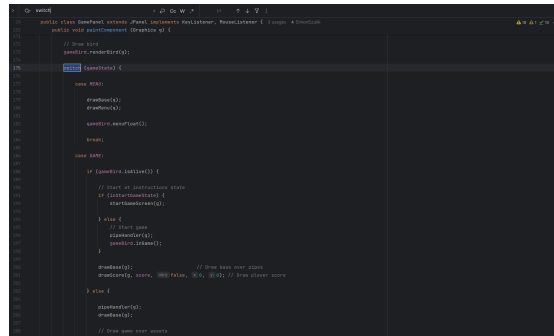 switch
Cc W .*
public class GamePanel extends JPanel implements KeyListener, MouseListener {
public void paintComponent (Graphics g) {
// Draw bird
gameBird.renderBird(g);
switch (gameState) {
case MENU:
drawBase(g);
drawMenu(g);
gameBird.menuFloat();
break;
case GAME:
if (gameBird.isAlive()) {
// Start at instructions state
if (inStartGameState) {
startGameScreen(g);
} else {
// Start game
pipeHandler(g);
gameBird.inGame();
}
drawBase(g); // Draw base over pipes
drawScore(g, score, false, 0, 0); // Draw player score
} else {
pipeHandler(g);
drawBase(g);
// Draw game over assets